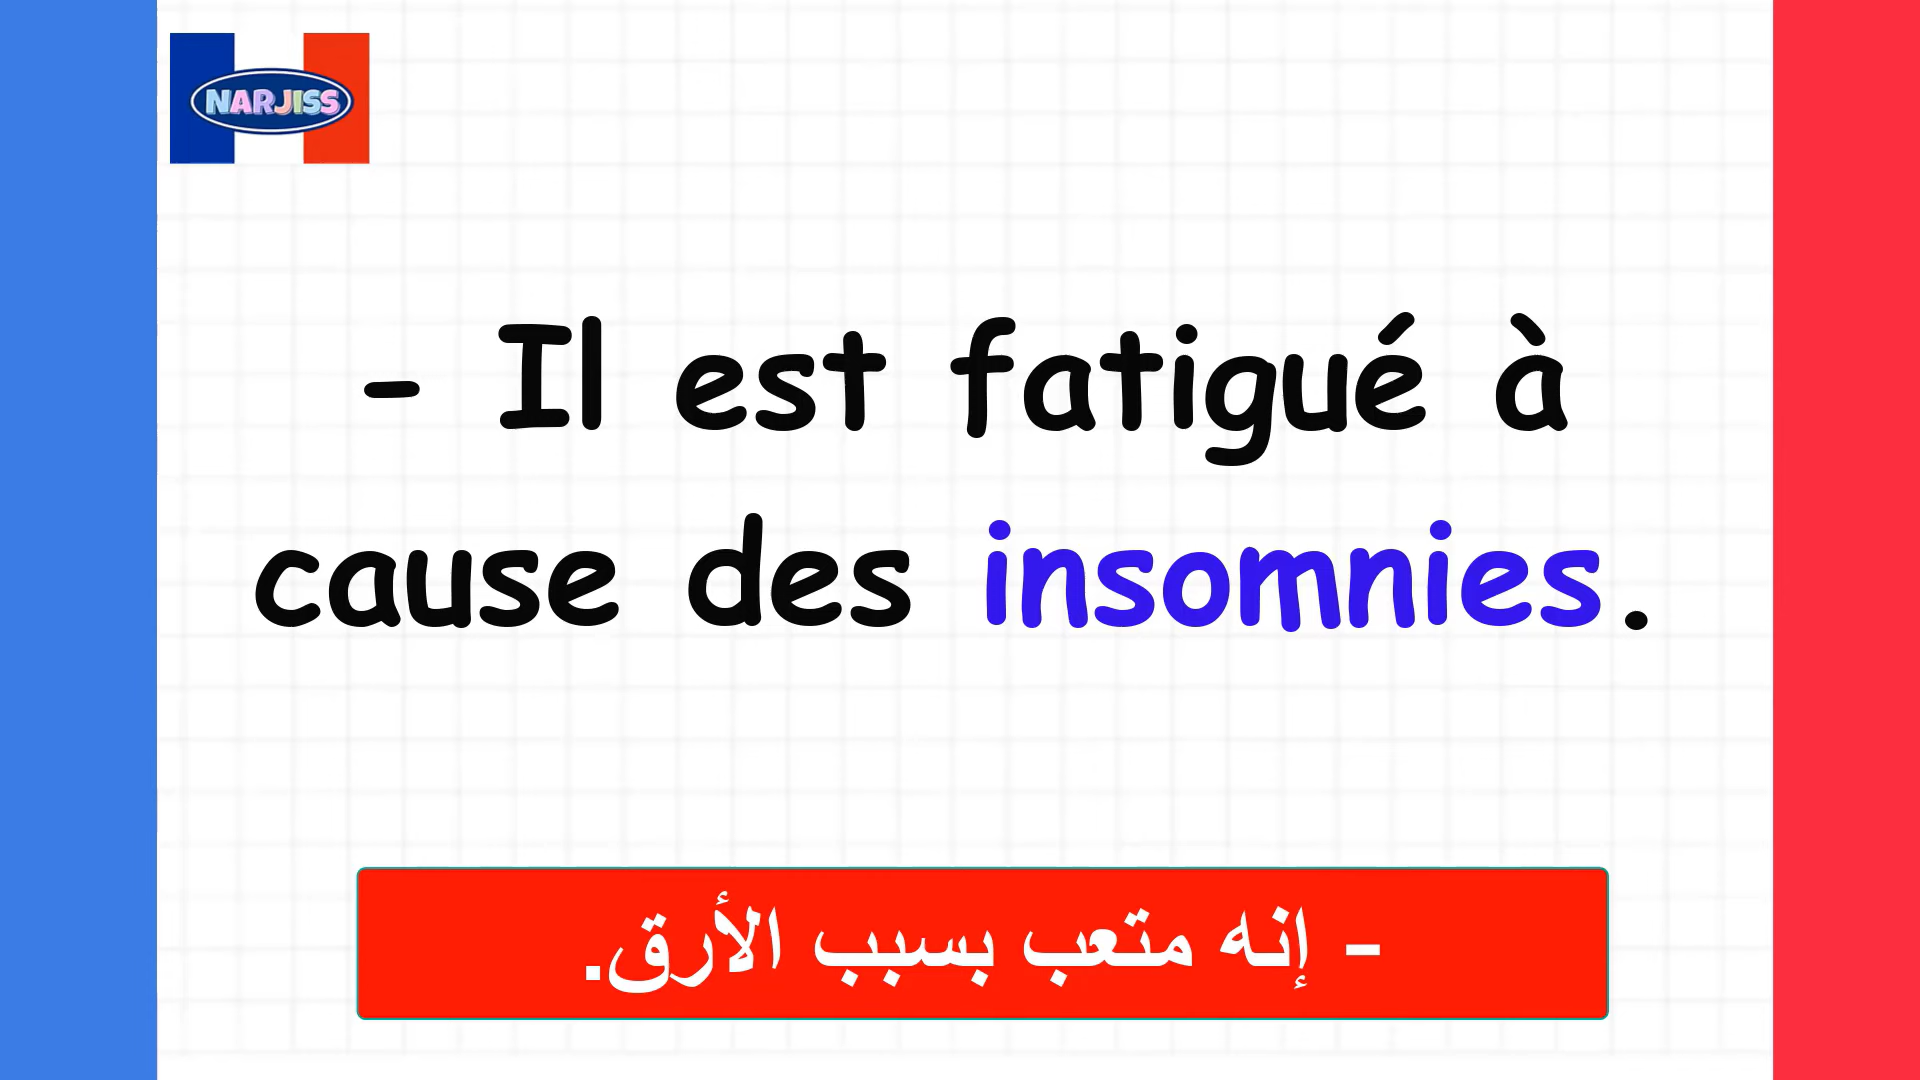 NARJISS
- Il est fatigué à
cause des insomnies.
- إنه متعب بسبب الأرق.